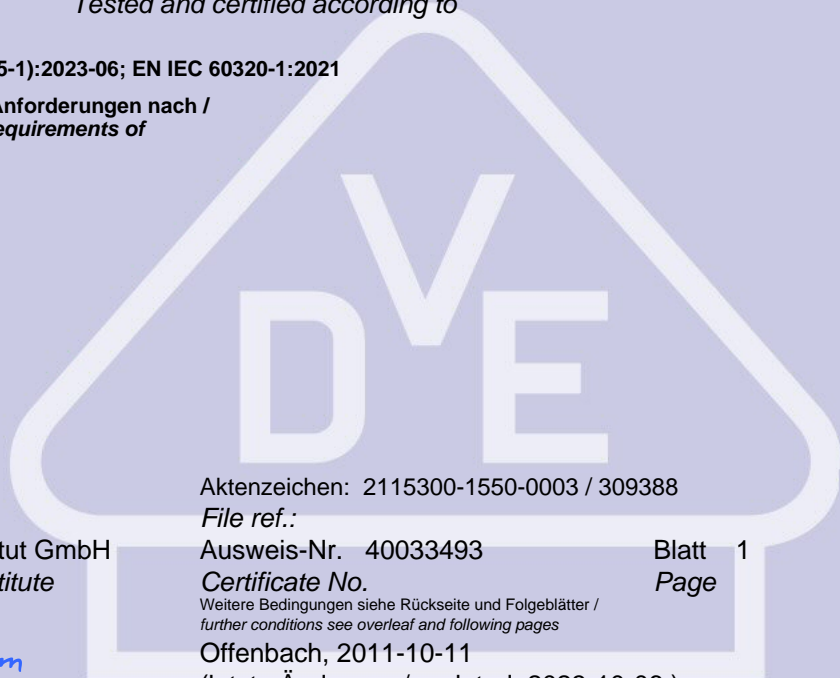 Tested and certified according to
5-1):2023-06; EN IEC 60320-1:2021
Anforderungen nach /
equirements of
DVE
Aktenzeichen: 2115300-1550-0003 / 309388
File ref.:
tut GmbH
Ausweis-Nr. 40033493 Blatt 1
titute
Certificate No. Page
Weitere Bedingungen siehe Rückseite und Folgeblätter /
further conditions see overleaf and following pages
Offenbach, 2011-10-11